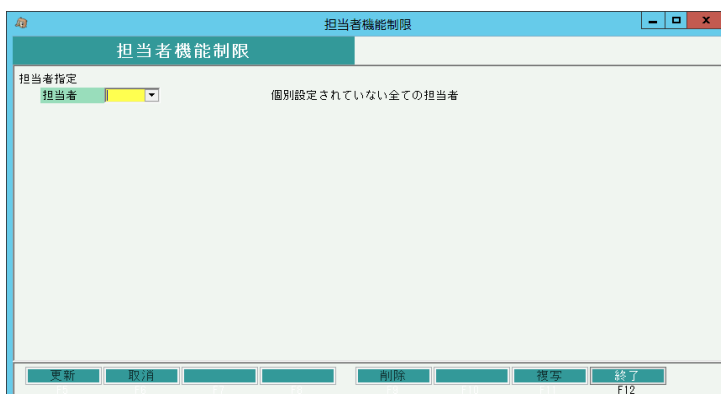 担当者機能制限
担当者機能制限
担当者指定
担当者 個別設定されていない全ての担当者
更新 取消 削除 複写 終了
F12